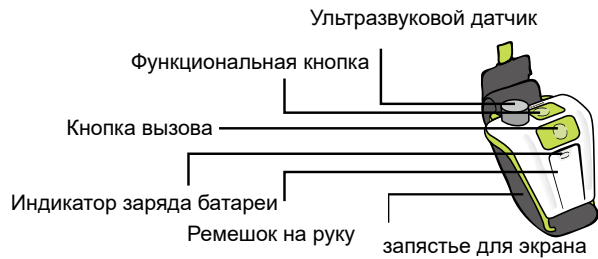 Ультразвуковой датчик
Функциональная кнопка
Кнопка вызова
Индикатор заряда батареи
Ремешок на руку
запястье для экрана